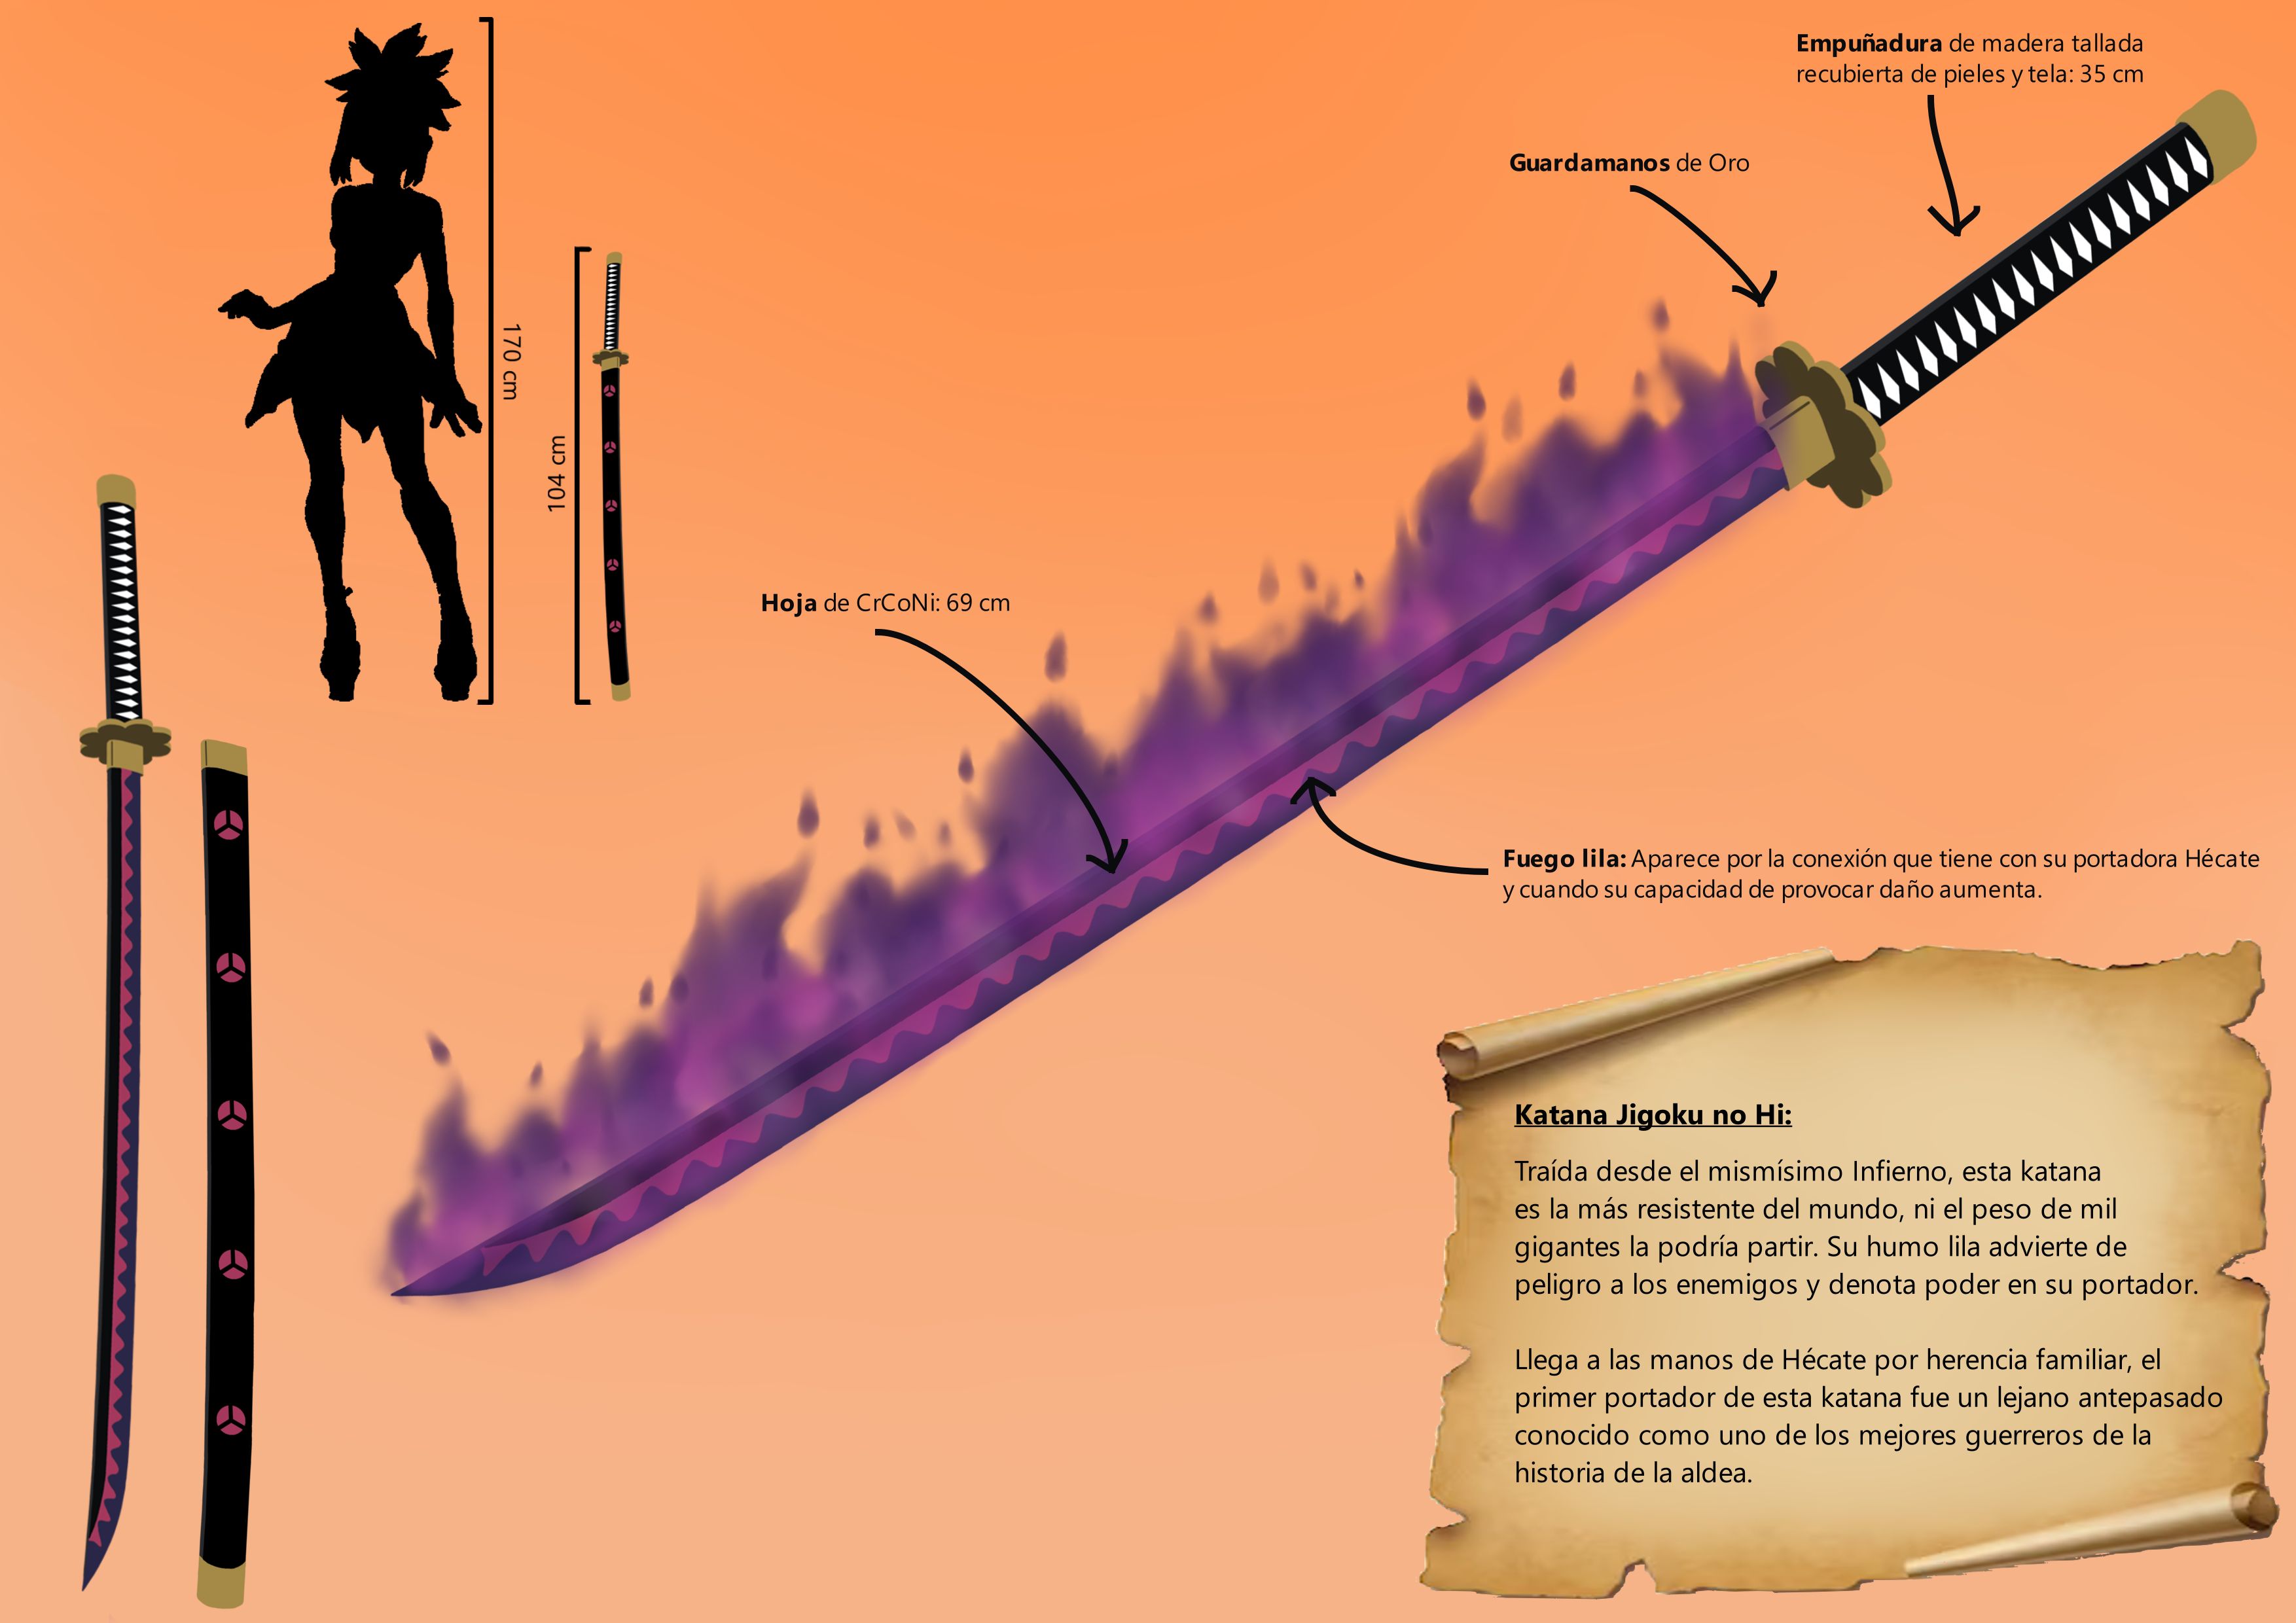 Empuñadura de madera tallada
recubierta de pieles y tela: 35 cm
Guardamanos de Oro
170 cm
104 cm
Hoja de CrCoNi: 69 cm
Fuego lila: Aparece por la conexión que tiene con su portadora Hécate
y cuando su capacidad de provocar daño aumenta.
Katana Jigoku no Hi:
Traída desde el mismísimo Infierno, esta katana
es la más resistente del mundo, ni el peso de mil
gigantes la podría partir. Su humo lila advierte de
peligro a los enemigos y denota poder en su portador.
Llega a las manos de Hécate por herencia familiar, el
primer portador de esta katana fue un lejano antepasado
conocido como uno de los mejores guerreros de la
historia de la aldea.